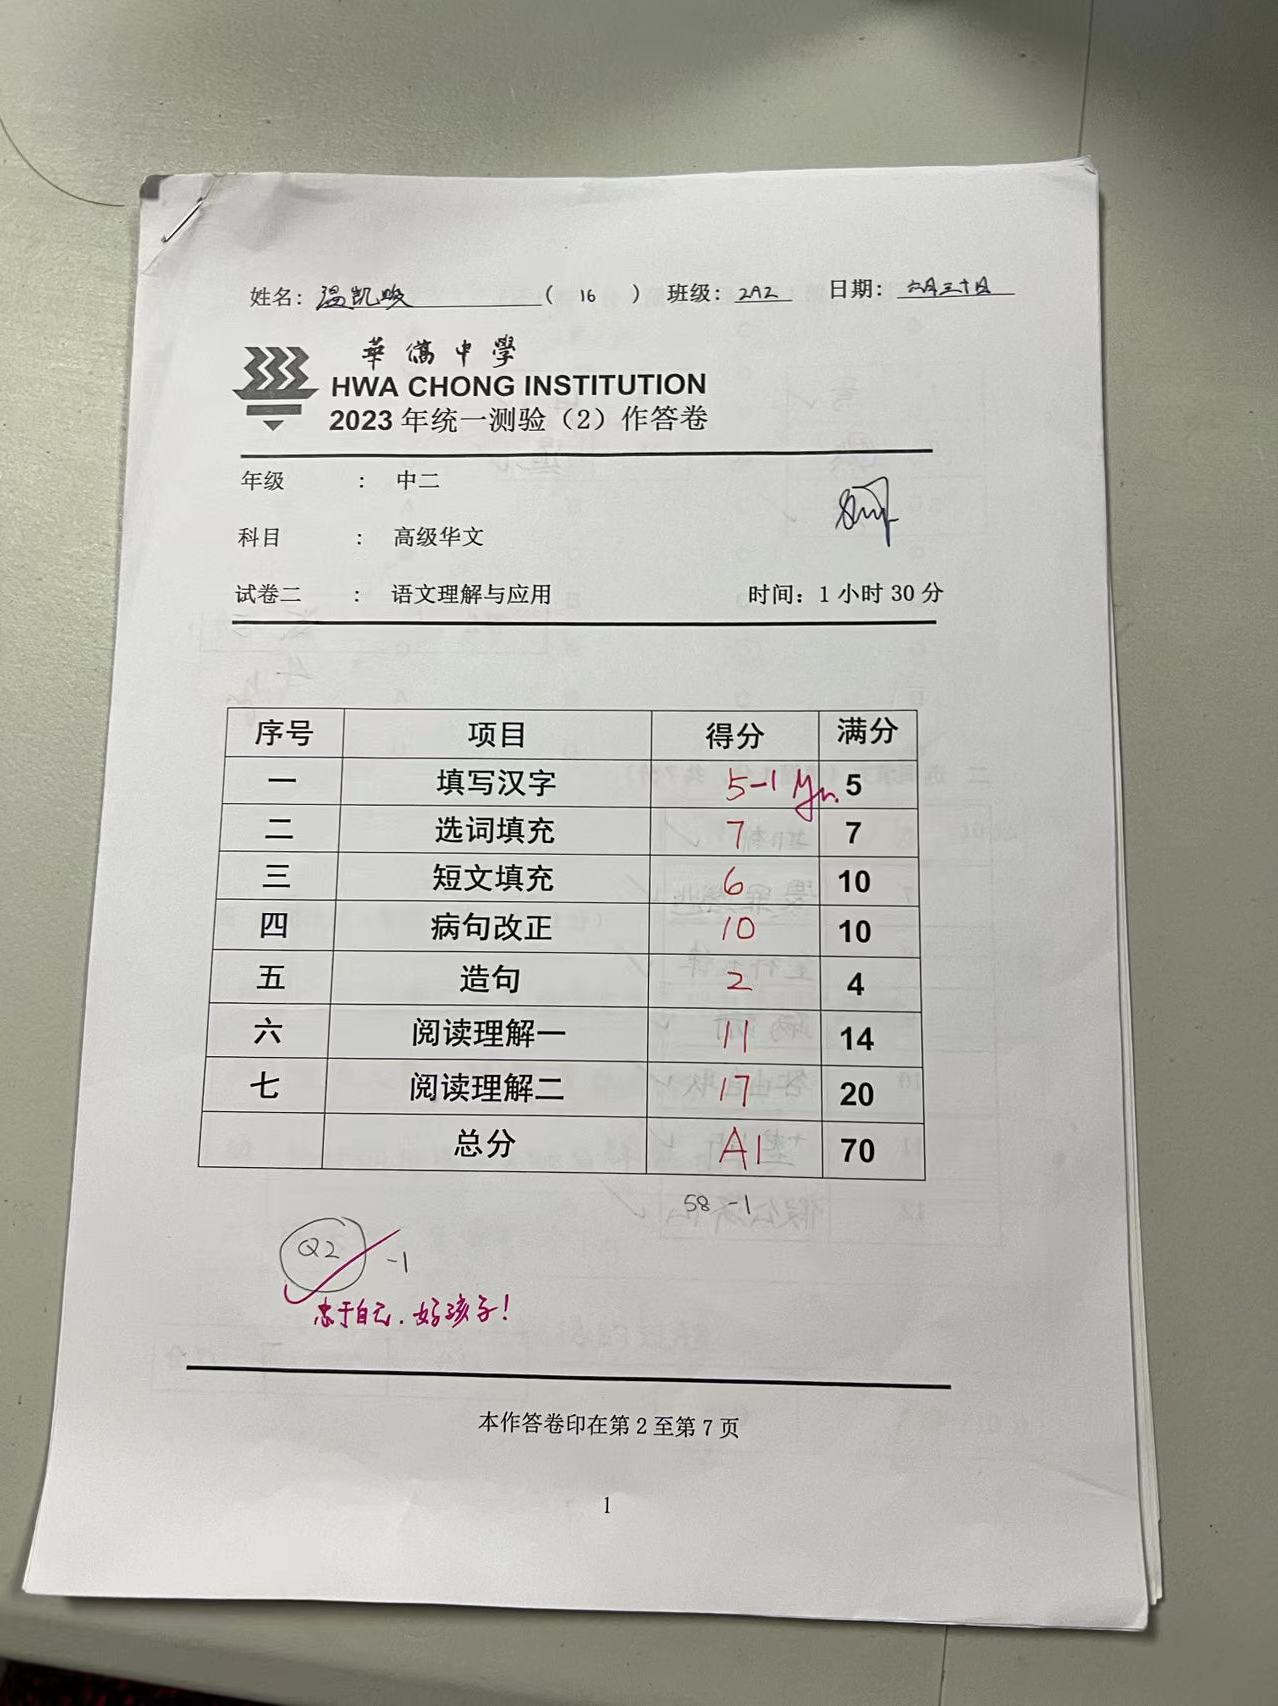 姓名: 温凯晙 ( 16 ) 班级: 2A2 日期: 六月三十日
華僑中學
HWA CHONG INSTITUTION
2023 年统一测验（2）作答卷
年级 : 中二
科目 : 高级华文
试卷二 : 语文理解与应用 时间: 1 小时 30 分
序号 项目 得分 满分
一 填写汉字 5-1 5
二 选词填充 7 7
三 短文填充 6 10
四 病句改正 10 10
五 造句 2 4
六 阅读理解一 11 14
七 阅读理解二 17 20
总分 A1 70
58 -1
Q2 -1
忠于自己. 好孩子!
本作答卷印在第 2 至第 7 页
1